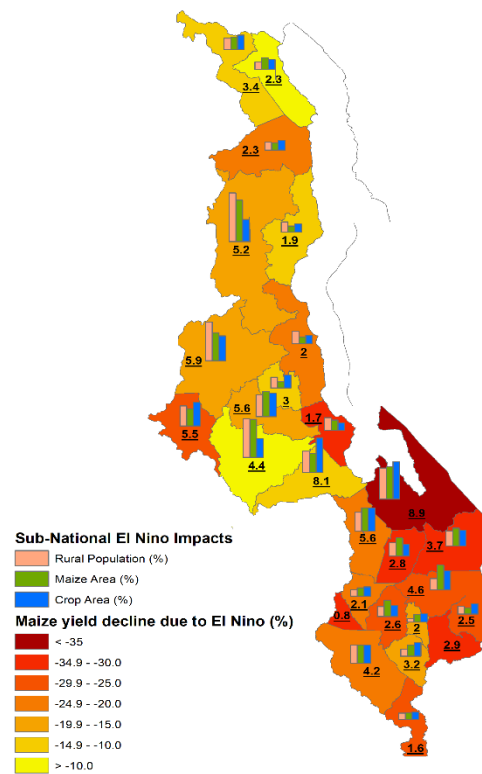 2.3
3.4
2.3
1.9
5.2
2
5.9
3
5.6
1.7
5.5
4.4
8.1
8.9
5.6
3.7
2.8
4.6
2.1
0.8
2.6
2
2.5
2.9
3.2
4.2
1.6
Sub-National El Nino Impacts
Rural Population (%)
Maize Area (%)
Crop Area (%)
Maize yield decline due to El Nino (%)
< -35
-34.9 - -30.0
-29.9 - -25.0
-24.9 - -20.0
-19.9 - -15.0
-14.9 - -10.0
> -10.0